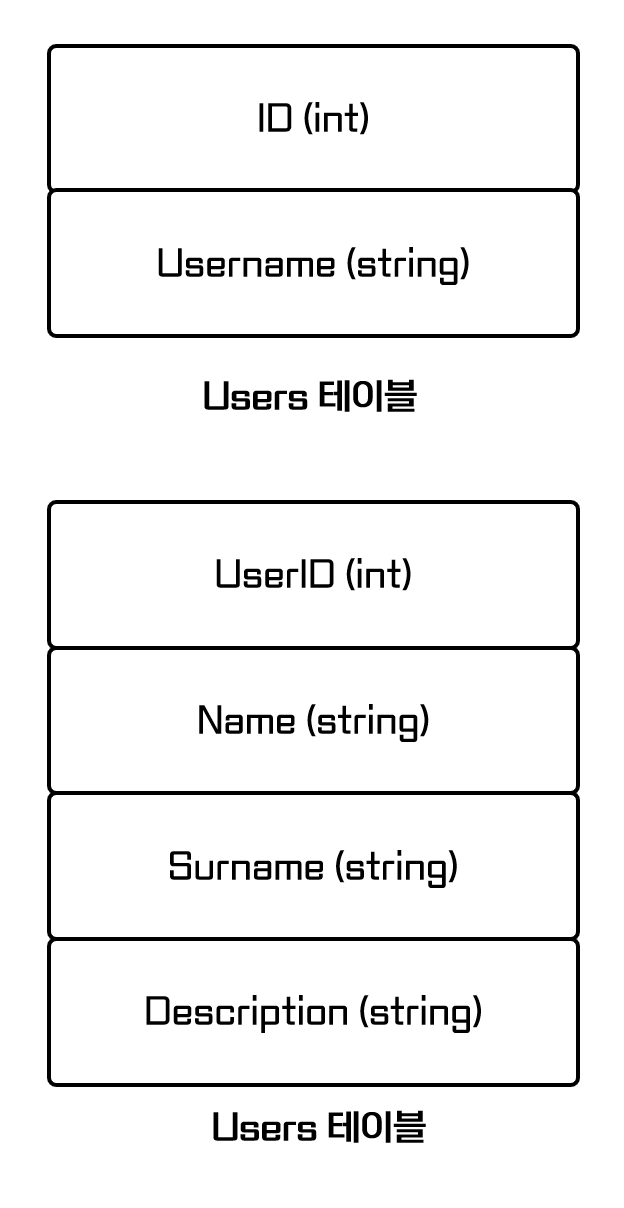 ID (int)
Username (string)
Users 테이블
UserID (int)
Name (string)
Surname (string)
Description (string)
Users 테이블